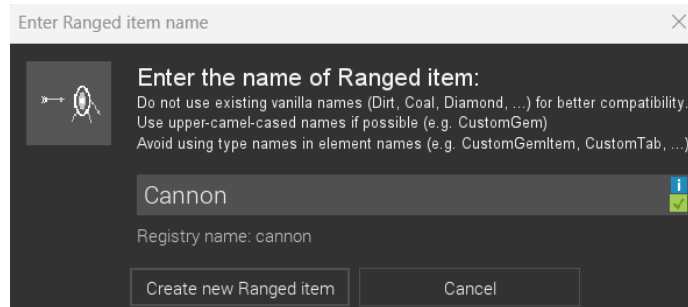 Enter Ranged item name
Enter the name of Ranged item:
Do not use existing vanilla names (Dirt, Coal, Diamond, ...) for better compatibility.
Use upper-camel-cased names if possible (e.g. CustomGem)
Avoid using type names in element names (e.g. CustomGemItem, CustomTab, ...)
Cannon
Registry name: cannon
Create new Ranged item Cancel